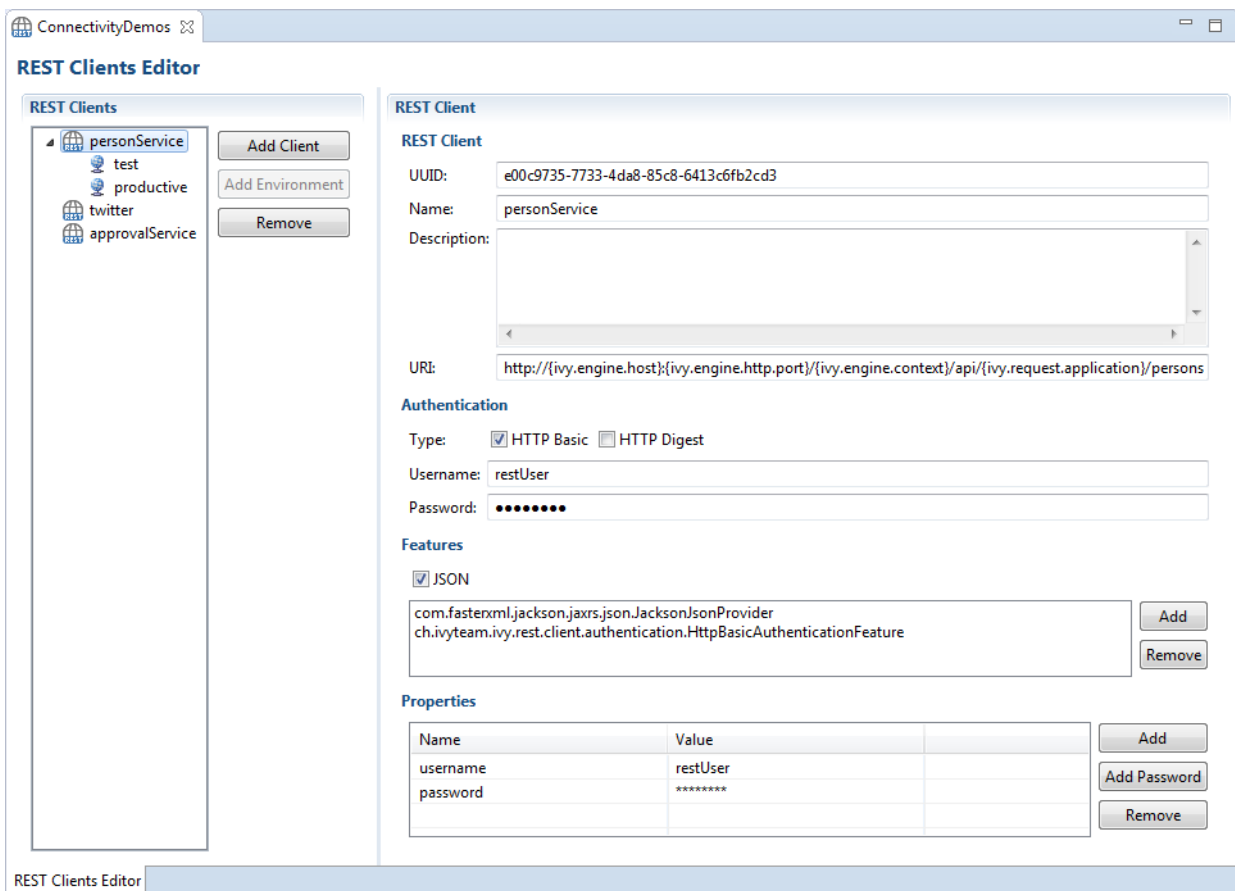 ConnectivityDemos
REST Clients Editor
REST Clients
personService
test
productive
twitter
approvalService
Add Client
Add Environment
Remove
REST Client
REST Client
UUID: e00c9735-7733-4da8-85c8-6413c6fb2cd3
Name: personService
Description:
URI: http://{ivy.engine.host}:{ivy.engine.http.port}/{ivy.engine.context}/api/{ivy.request.application}/persons
Authentication
Type: HTTP Basic HTTP Digest
Username: restUser
Password: ●●●●●●●●
Features
JSON
com.fasterxml.jackson.jaxrs.json.JacksonJsonProvider
ch.ivyteam.ivy.rest.client.authentication.HttpBasicAuthenticationFeature
Add
Remove
Properties
Name Value
username restUser
password ********
Add
Add Password
Remove
REST Clients Editor